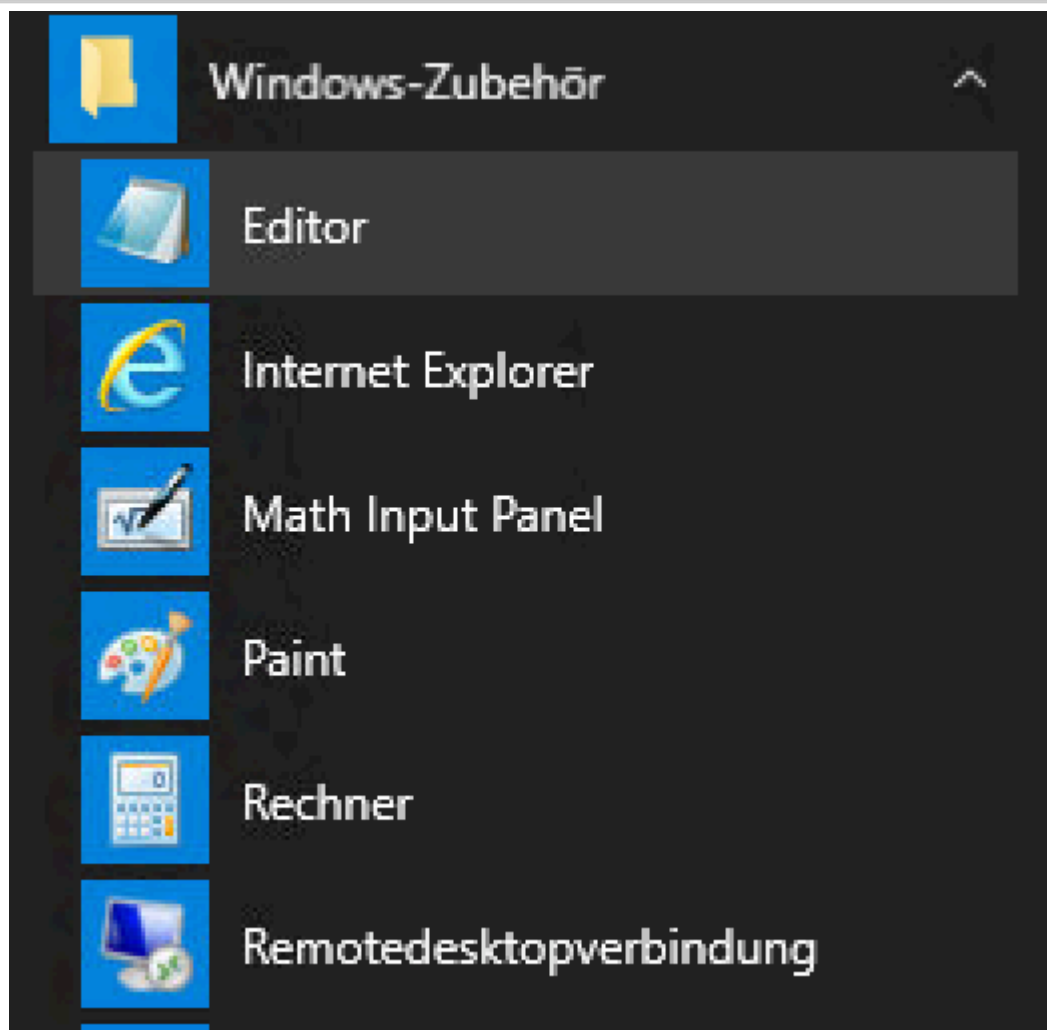 Windows-Zubehör
Editor
Internet Explorer
Math Input Panel
Paint
Rechner
Remotedesktopverbindung